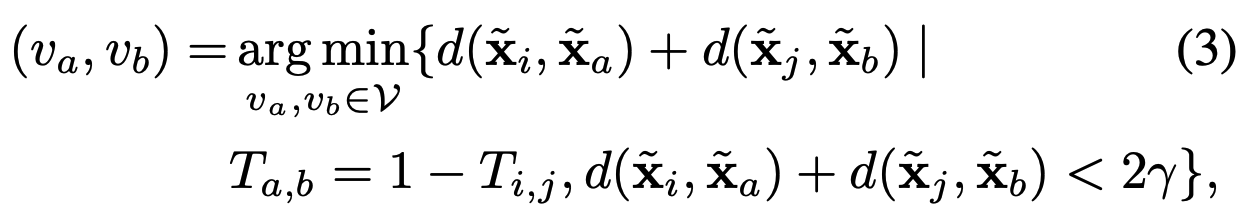 (v_a, v_b) = arg min{d(x̃_i, x̃_a) + d(x̃_j, x̃_b) | (3)
v_a,v_b∈𝒱
T_{a,b} = 1 − T_{i,j}, d(x̃_i, x̃_a) + d(x̃_j, x̃_b) < 2γ},